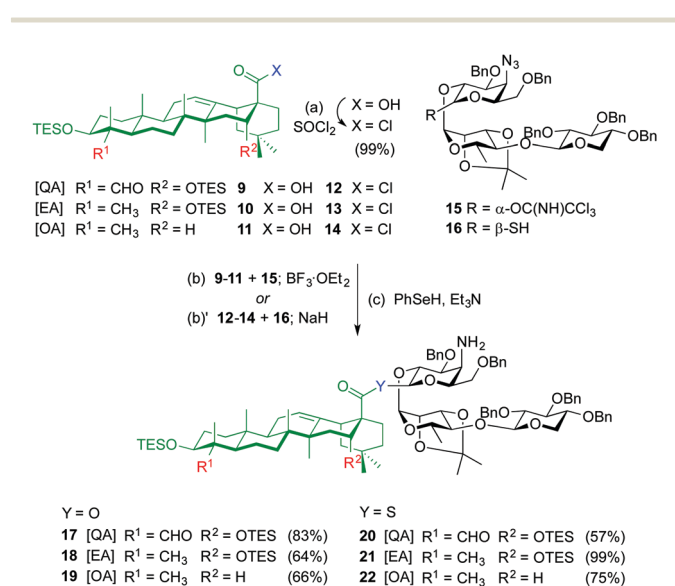 N₃
BnO
OBn
O
X
(a)
X = OH
SOCl₂
X = Cl
(99%)
TESO
R¹
R²
O
O
R
O
O
O
O
O
O
BnO
OBn
OBn
[QA] R¹ = CHO R² = OTES 9 X = OH 12 X = Cl
[EA] R¹ = CH₃ R² = OTES 10 X = OH 13 X = Cl
[OA] R¹ = CH₃ R² = H 11 X = OH 14 X = Cl
15 R = α-OC(NH)CCl₃
16 R = β-SH
(b) 9-11 + 15; BF₃·OEt₂
or
(b)' 12-14 + 16; NaH
(c) PhSeH, Et₃N
NH₂
BnO
OBn
O
Y
O
O
O
O
O
O
O
O
BnO
OBn
OBn
TESO
R¹
R²
Y = O
17 [QA] R¹ = CHO R² = OTES (83%)
18 [EA] R¹ = CH₃ R² = OTES (64%)
19 [OA] R¹ = CH₃ R² = H (66%)
Y = S
20 [QA] R¹ = CHO R² = OTES (57%)
21 [EA] R¹ = CH₃ R² = OTES (99%)
22 [OA] R¹ = CH₃ R² = H (75%)